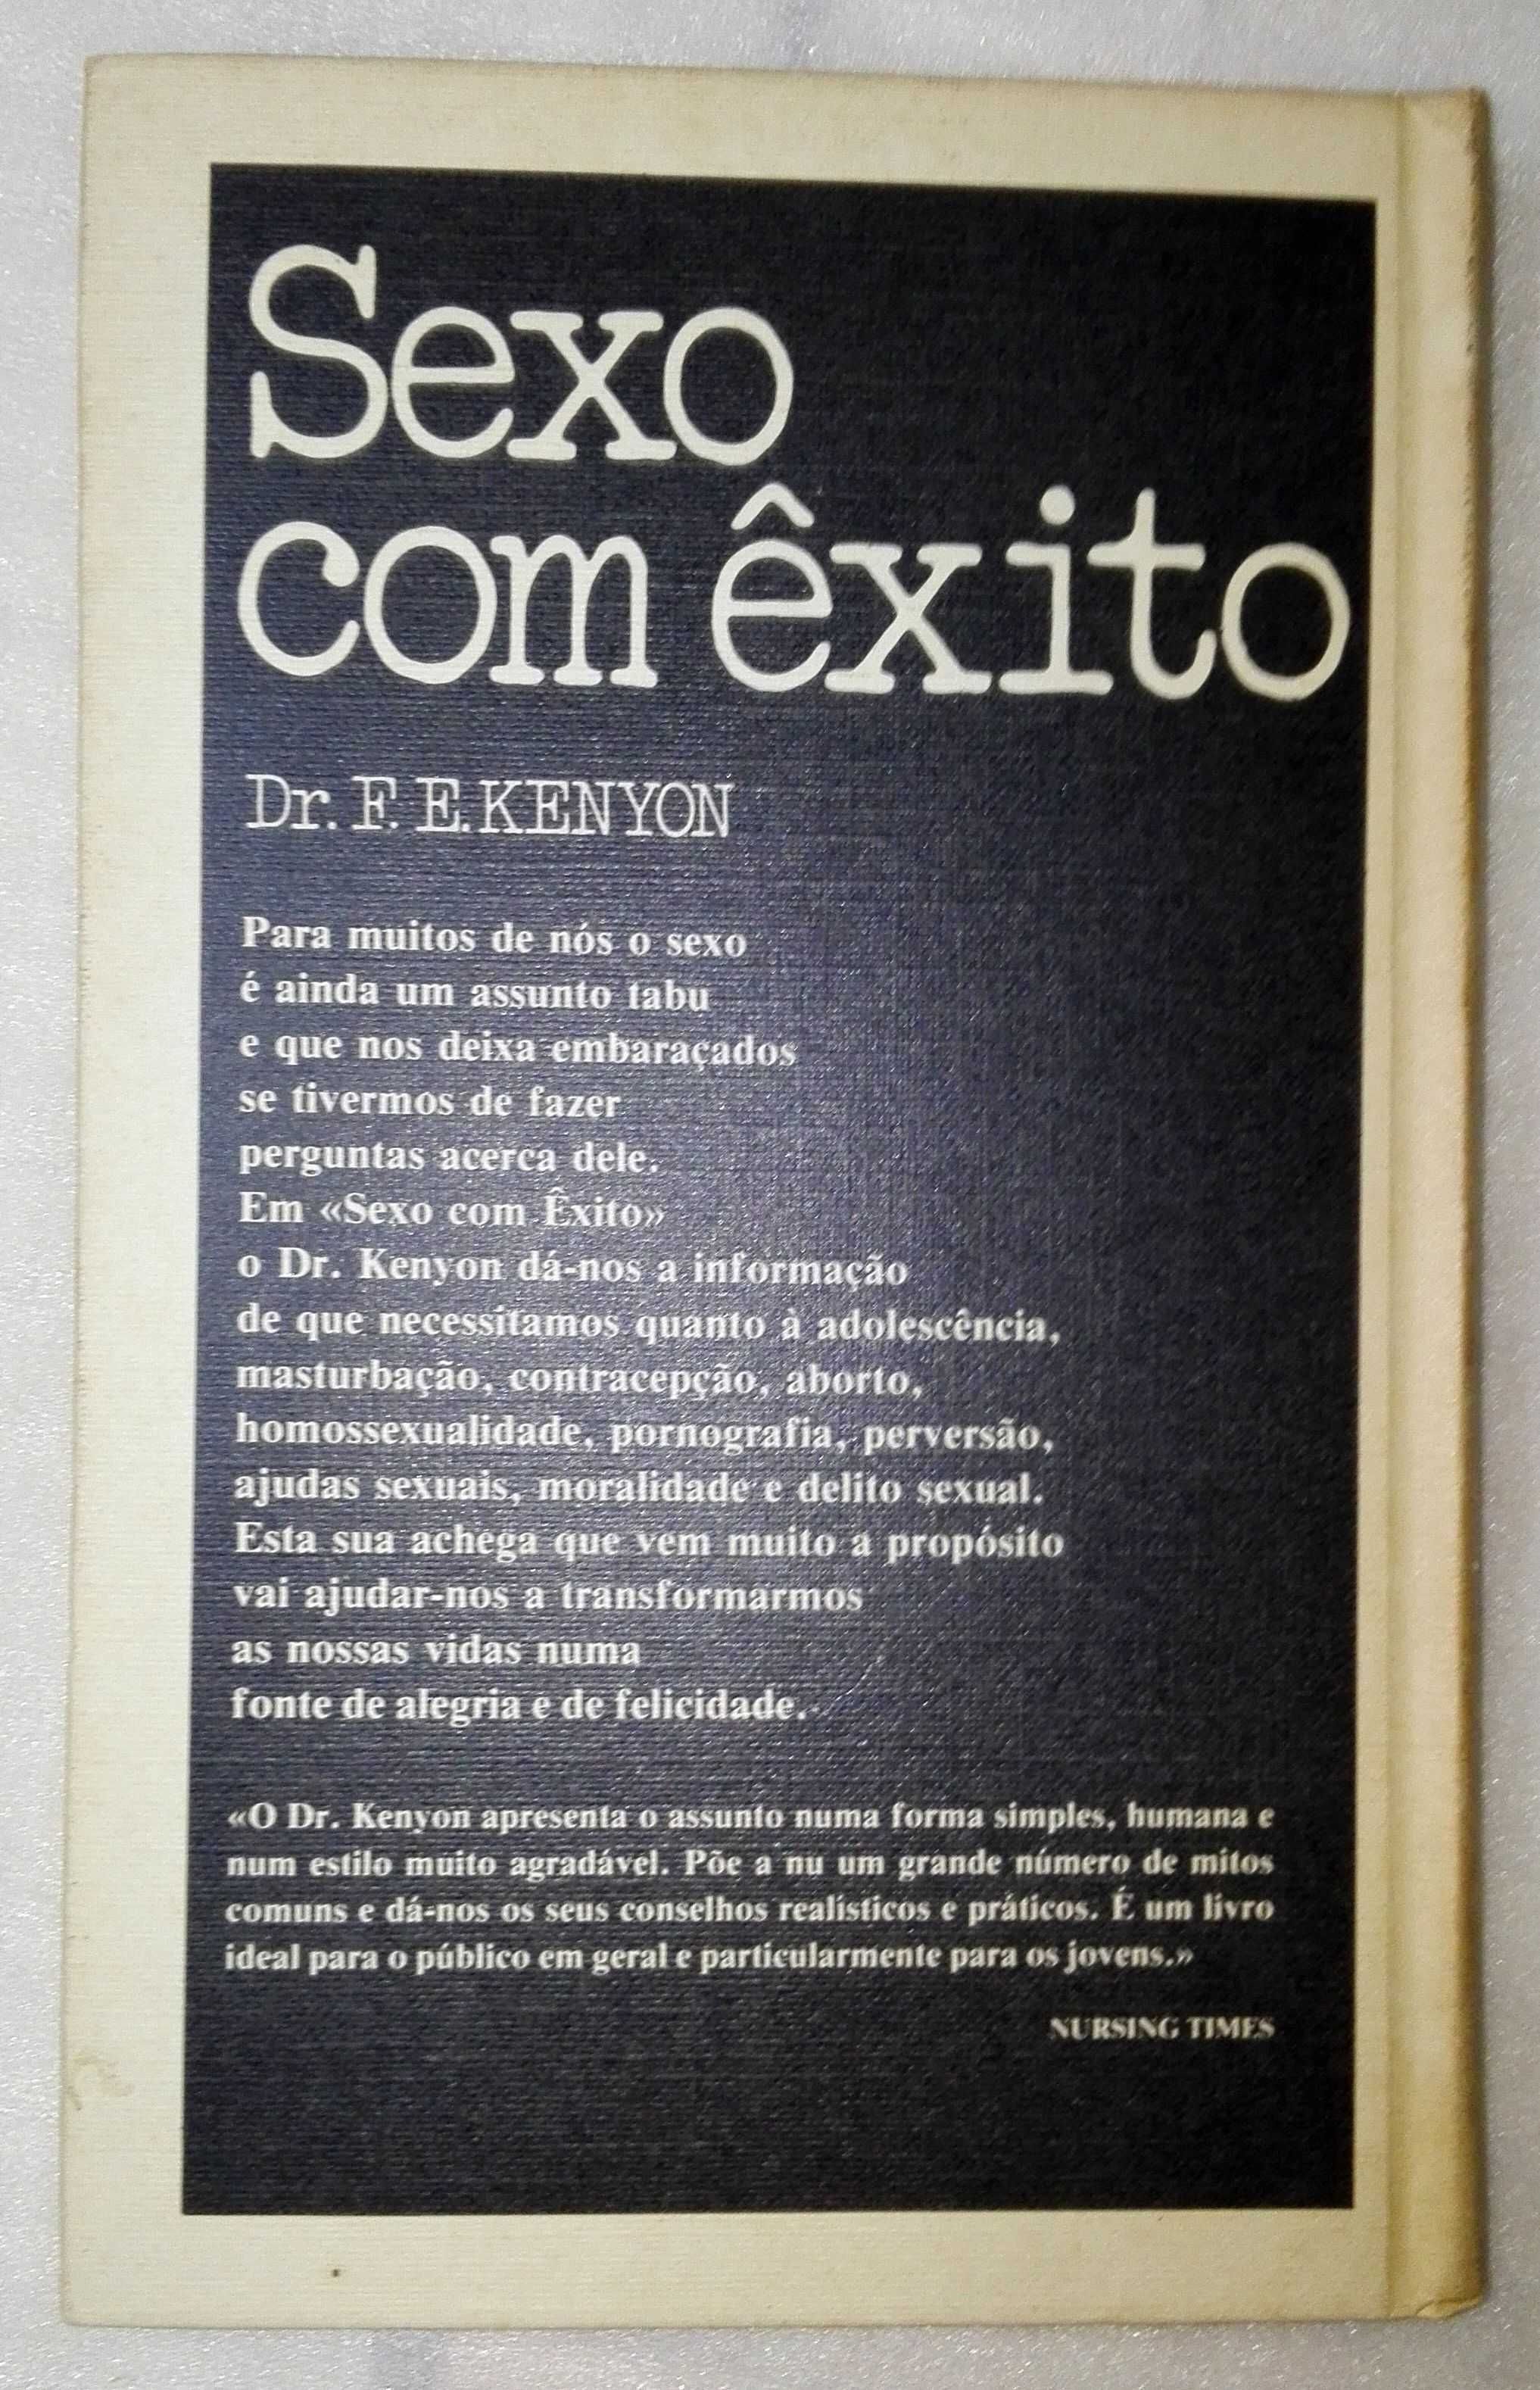 Sexo
com êxito
Dr. F. E. KENYON
Para muitos de nós o sexo
é ainda um assunto tabu
e que nos deixa embaraçados
se tivermos de fazer
perguntas acerca dele.
Em «Sexo com Êxito»
o Dr. Kenyon dá-nos a informação
de que necessitamos quanto à adolescência,
masturbação, contracepção, aborto,
homossexualidade, pornografia, perversão,
ajudas sexuais, moralidade e delito sexual.
Esta sua achega que vem muito a propósito
vai ajudar-nos a transformarmos
as nossas vidas numa
fonte de alegria e de felicidade.
«O Dr. Kenyon apresenta o assunto numa forma simples, humana e
num estilo muito agradável. Põe a nu um grande número de mitos
comuns e dá-nos os seus conselhos realísticos e práticos. É um livro
ideal para o público em geral e particularmente para os jovens.»
NURSING TIMES